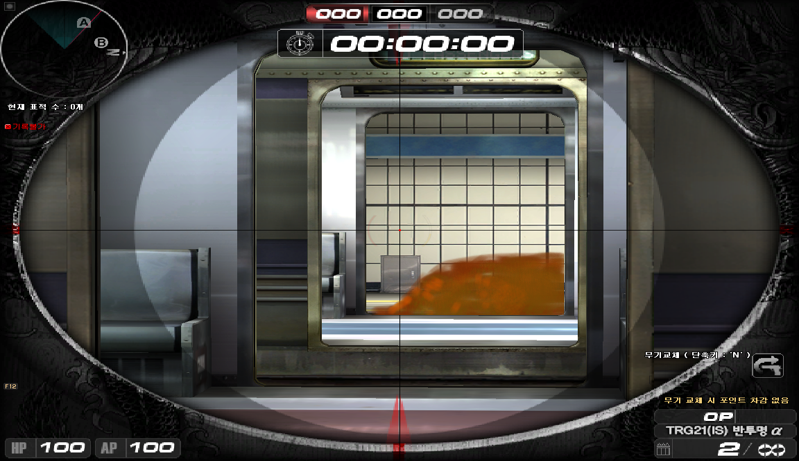 000 000 000
00:00:00
A
B
N
현재 표적 수 : 0개
무기교체 ( 단축키 : 'N' )
F12
무기 교체 시 포인트 차감 없음
0P
TRG21(IS) 반투명 α
HP 100 AP 100
2 / ∞